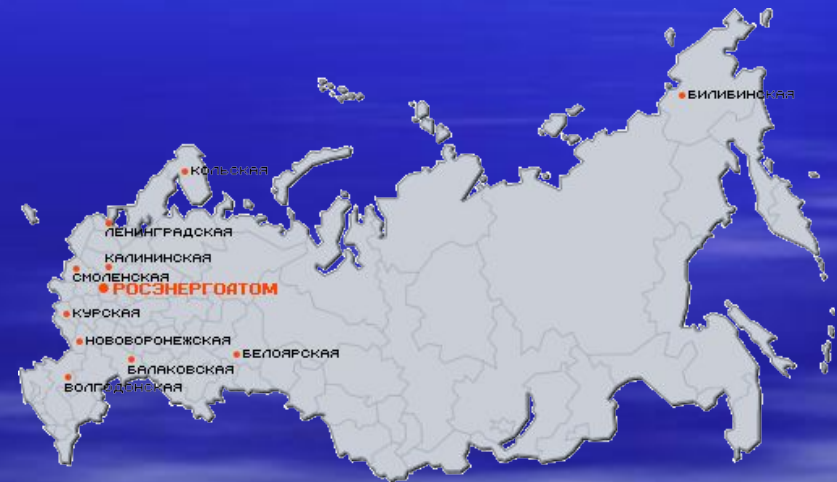 БИЛИБИНСКАЯ
КОЛЬСКАЯ
ЛЕНИНГРАДСКАЯ
КАЛИНИНСКАЯ
СМОЛЕНСКАЯ
РОСЭНЕРГОАТОМ
КУРСКАЯ
НОВОВОРОНЕЖСКАЯ
БЕЛОЯРСКАЯ
БАЛАКОВСКАЯ
ВОЛГОДОНСКАЯ